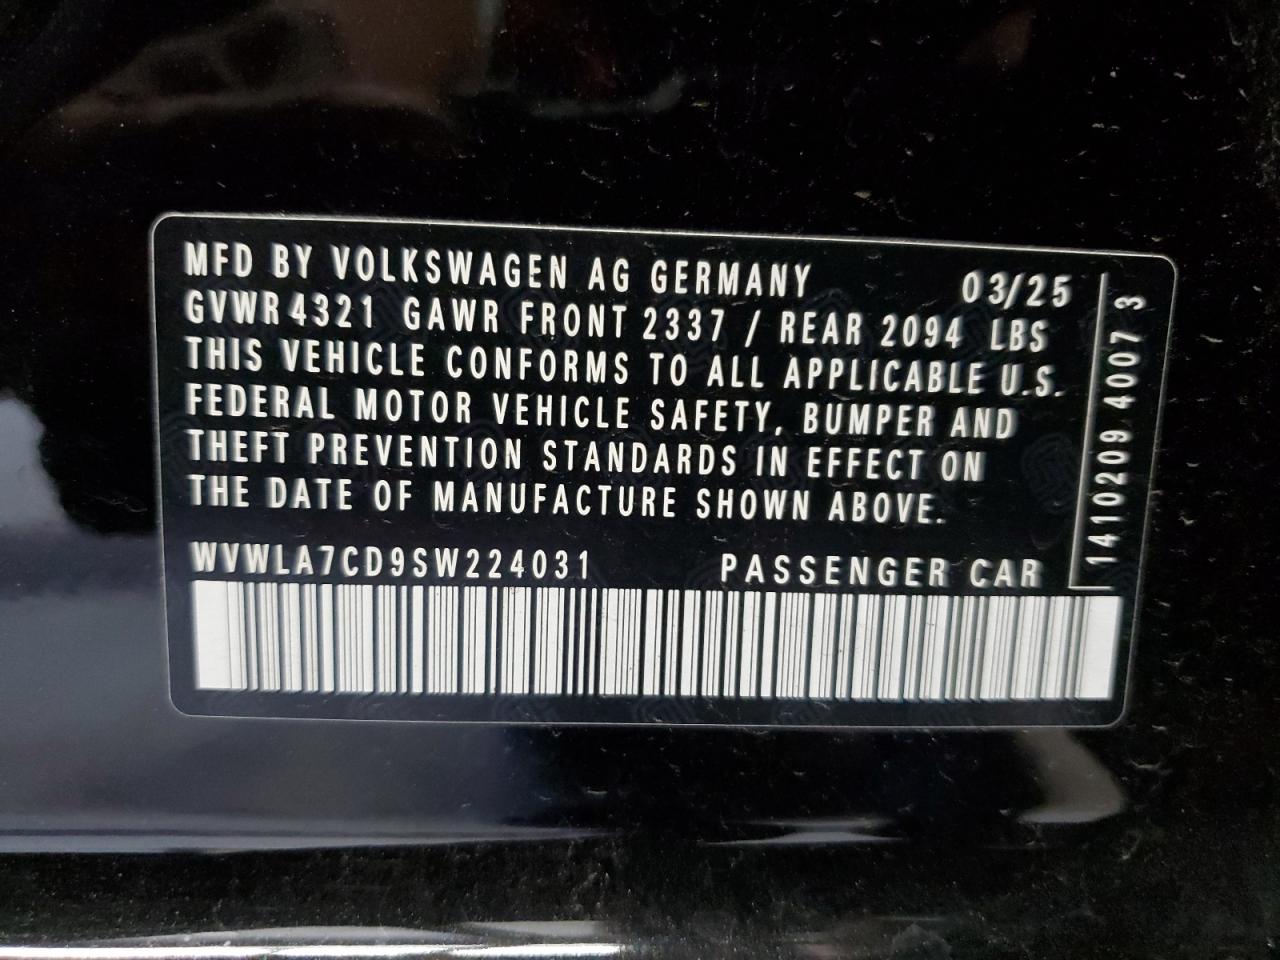 MFD BY VOLKSWAGEN AG GERMANY 03/25
GVWR 4321 GAWR FRONT 2337 / REAR 2094 LBS
THIS VEHICLE CONFORMS TO ALL APPLICABLE U.S.
FEDERAL MOTOR VEHICLE SAFETY, BUMPER AND
THEFT PREVENTION STANDARDS IN EFFECT ON
THE DATE OF MANUFACTURE SHOWN ABOVE.
WVWLA7CD9SW224031 PASSENGER CAR
1410209 4007 3